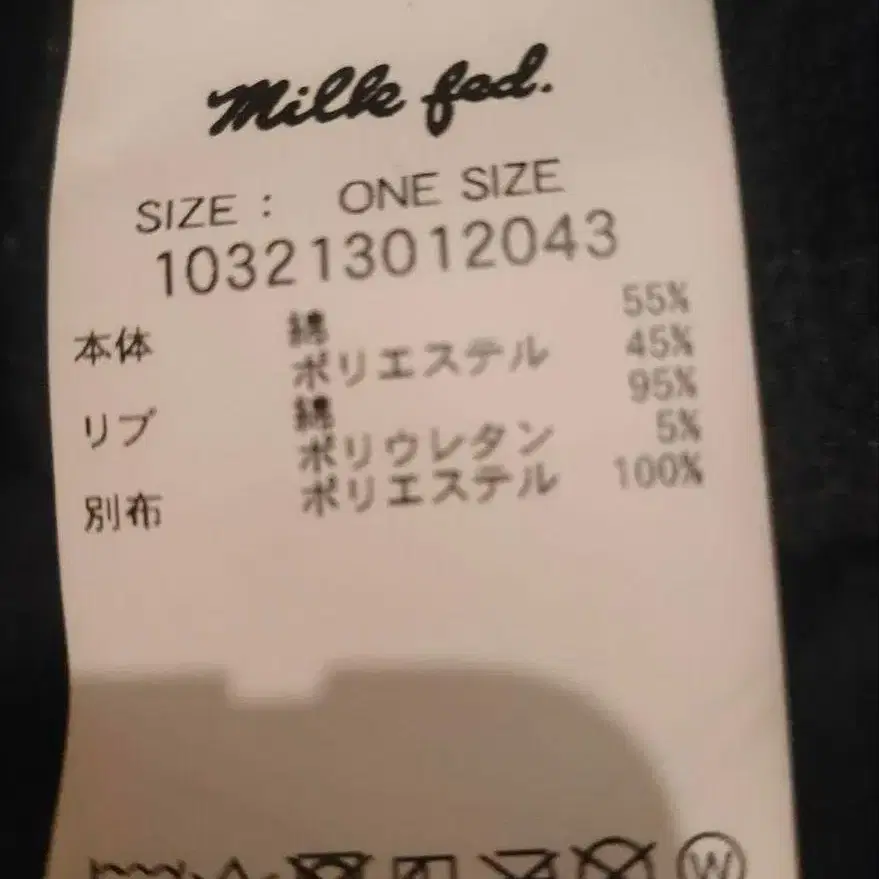 Milk fed.
SIZE : ONE SIZE
103213012043
本体 綿 55%
ポリエステル 45%
リブ 綿 95%
ポリウレタン 5%
別布 ポリエステル 100%
W